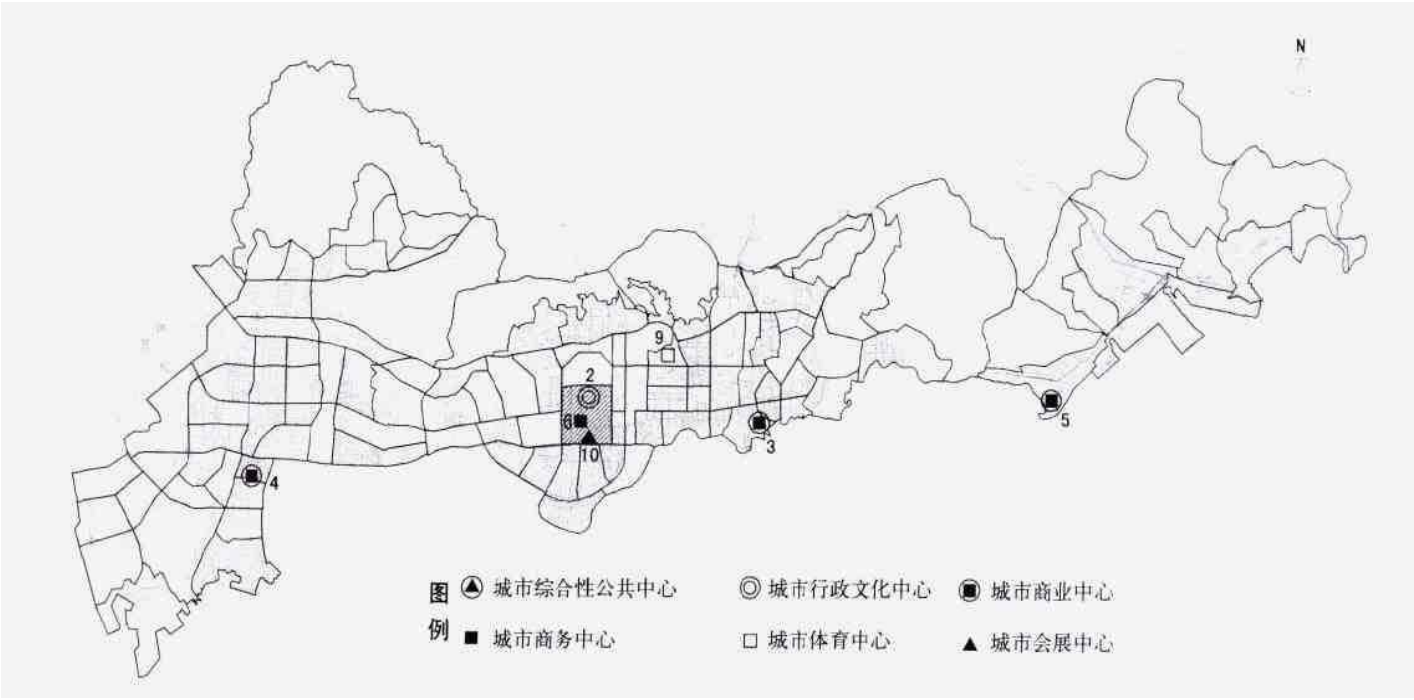 N
9
2
6
10
3
5
4
图例
城市综合性公共中心
城市行政文化中心
城市商业中心
城市商务中心
城市体育中心
城市会展中心